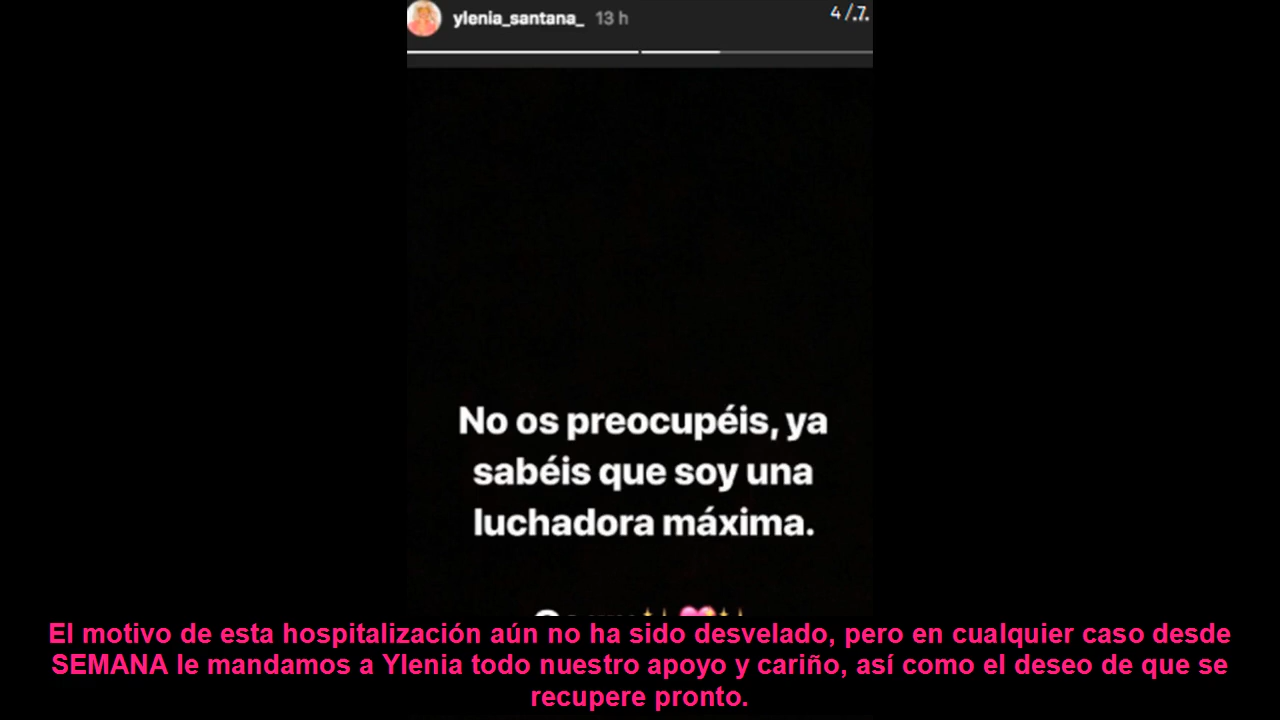 ylenia_santana_ 13 h
4 / 7
No os preocupéis, ya
sabéis que soy una
luchadora máxima.
El motivo de esta hospitalización aún no ha sido desvelado, pero en cualquier caso desde
SEMANA le mandamos a Ylenia todo nuestro apoyo y cariño, así como el deseo de que se
recupere pronto.